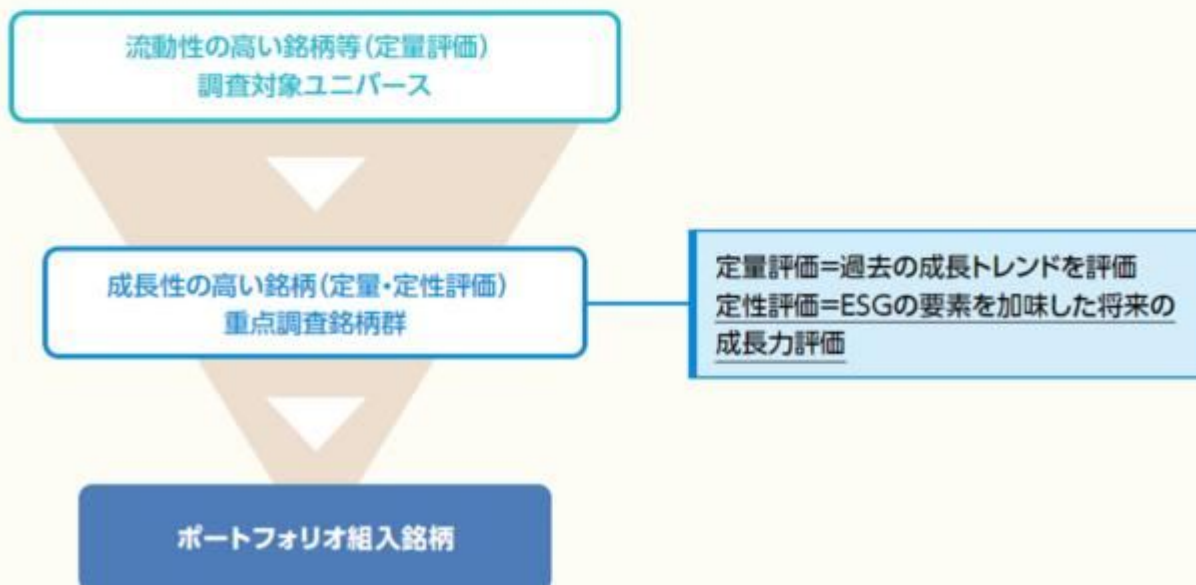 流動性の高い銘柄等(定量評価)
調査対象ユニバース
成長性の高い銘柄(定量・定性評価)
重点調査銘柄群
定量評価=過去の成長トレンドを評価
定性評価=ESGの要素を加味した将来の
成長力評価
ポートフォリオ組入銘柄